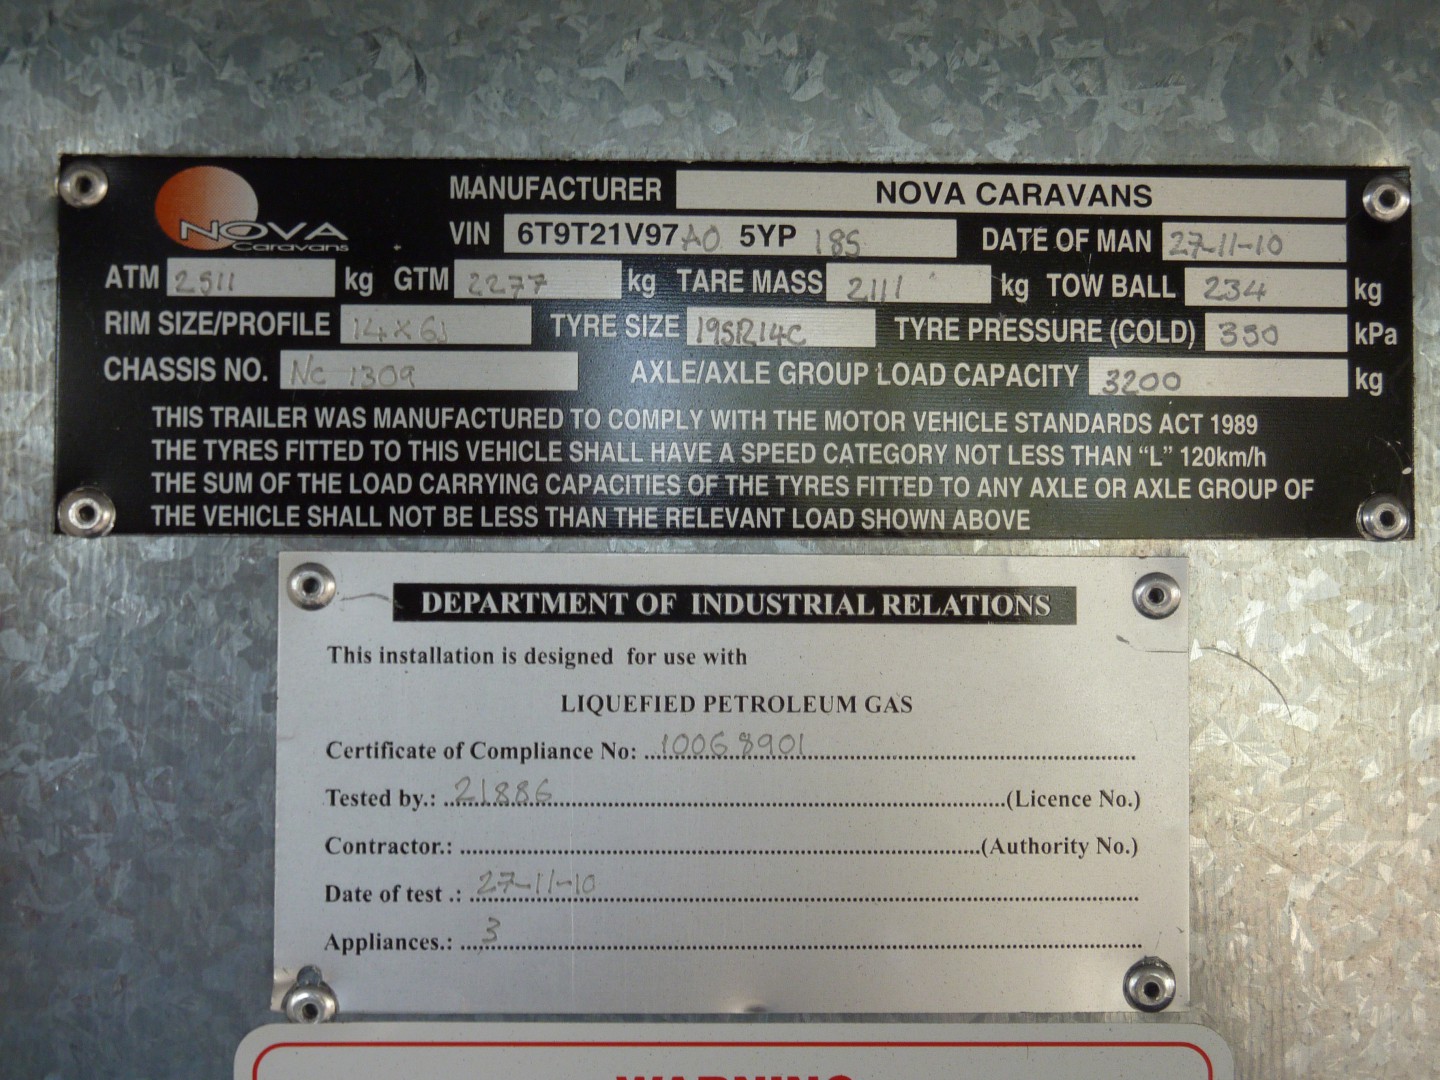 NOVA
Caravans
MANUFACTURER NOVA CARAVANS
VIN 6T9T21V97A0 5YP 185 DATE OF MAN 27-11-10
ATM 2511 kg GTM 2277 kg TARE MASS 2111 kg TOW BALL 234 kg
RIM SIZE/PROFILE 14x6J TYRE SIZE 195R14C TYRE PRESSURE (COLD) 350 kPa
CHASSIS NO. NC 1309 AXLE/AXLE GROUP LOAD CAPACITY 3200 kg
THIS TRAILER WAS MANUFACTURED TO COMPLY WITH THE MOTOR VEHICLE STANDARDS ACT 1989
THE TYRES FITTED TO THIS VEHICLE SHALL HAVE A SPEED CATEGORY NOT LESS THAN "L" 120km/h
THE SUM OF THE LOAD CARRYING CAPACITIES OF THE TYRES FITTED TO ANY AXLE OR AXLE GROUP OF
THE VEHICLE SHALL NOT BE LESS THAN THE RELEVANT LOAD SHOWN ABOVE
DEPARTMENT OF INDUSTRIAL RELATIONS
This installation is designed for use with
LIQUEFIED PETROLEUM GAS
Certificate of Compliance No: 10068901
Tested by.: 21886 (Licence No.)
Contractor.: (Authority No.)
Date of test .: 27-11-10
Appliances.: 3
WARNING